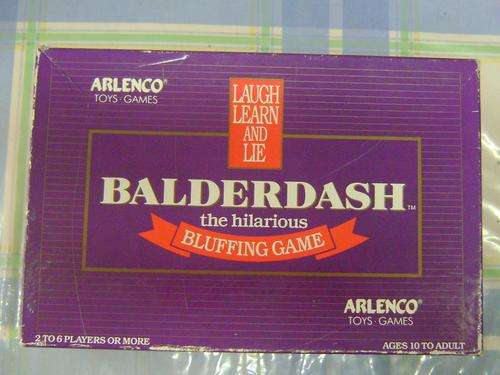 ARLENCO®
TOYS · GAMES
LAUGH
LEARN
AND
LIE
BALDERDASH™
the hilarious
BLUFFING GAME
ARLENCO®
TOYS · GAMES
2 TO 6 PLAYERS OR MORE
AGES 10 TO ADULT